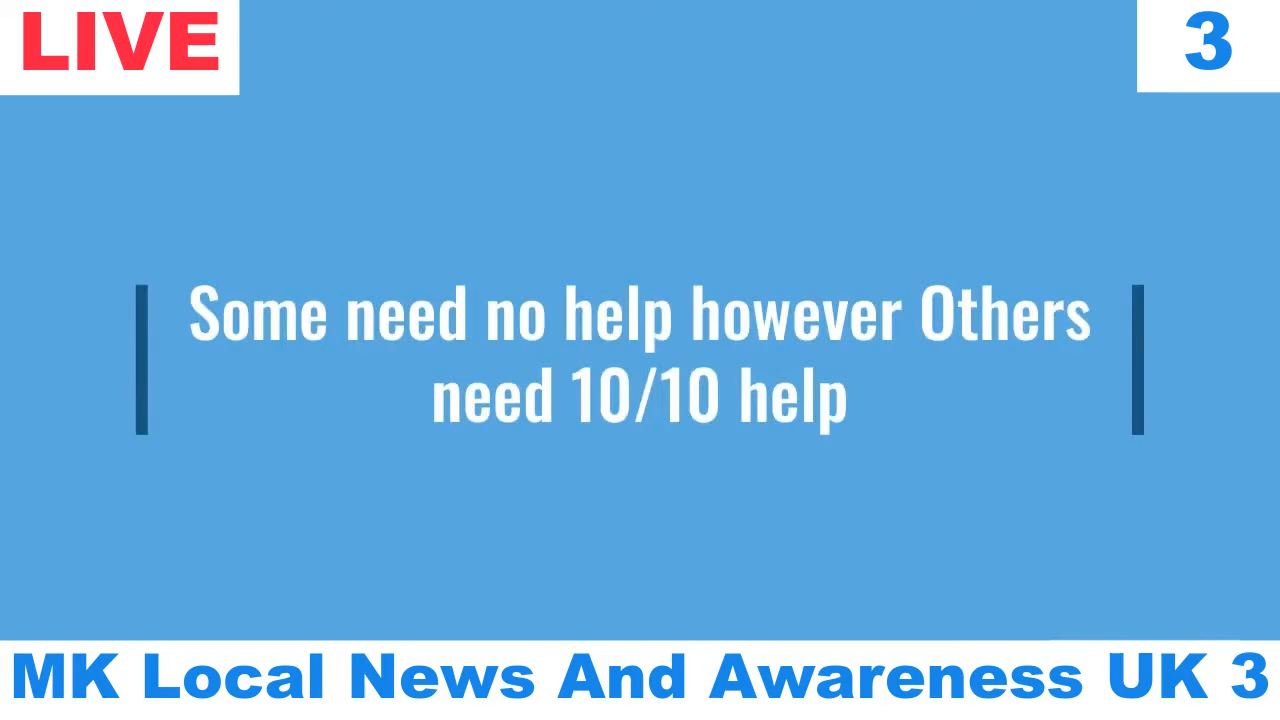 LIVE
3
Some need no help however Others
need 10/10 help
MK Local News And Awareness UK 3